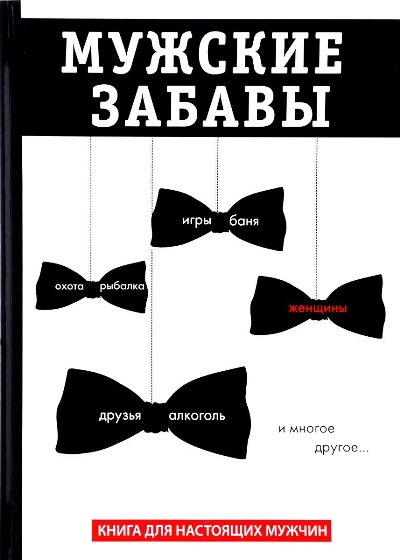 МУЖСКИЕ
ЗАБАВЫ
игры баня
охота рыбалка
женщины
друзья алкоголь
и многое
другое...
КНИГА ДЛЯ НАСТОЯЩИХ МУЖЧИН